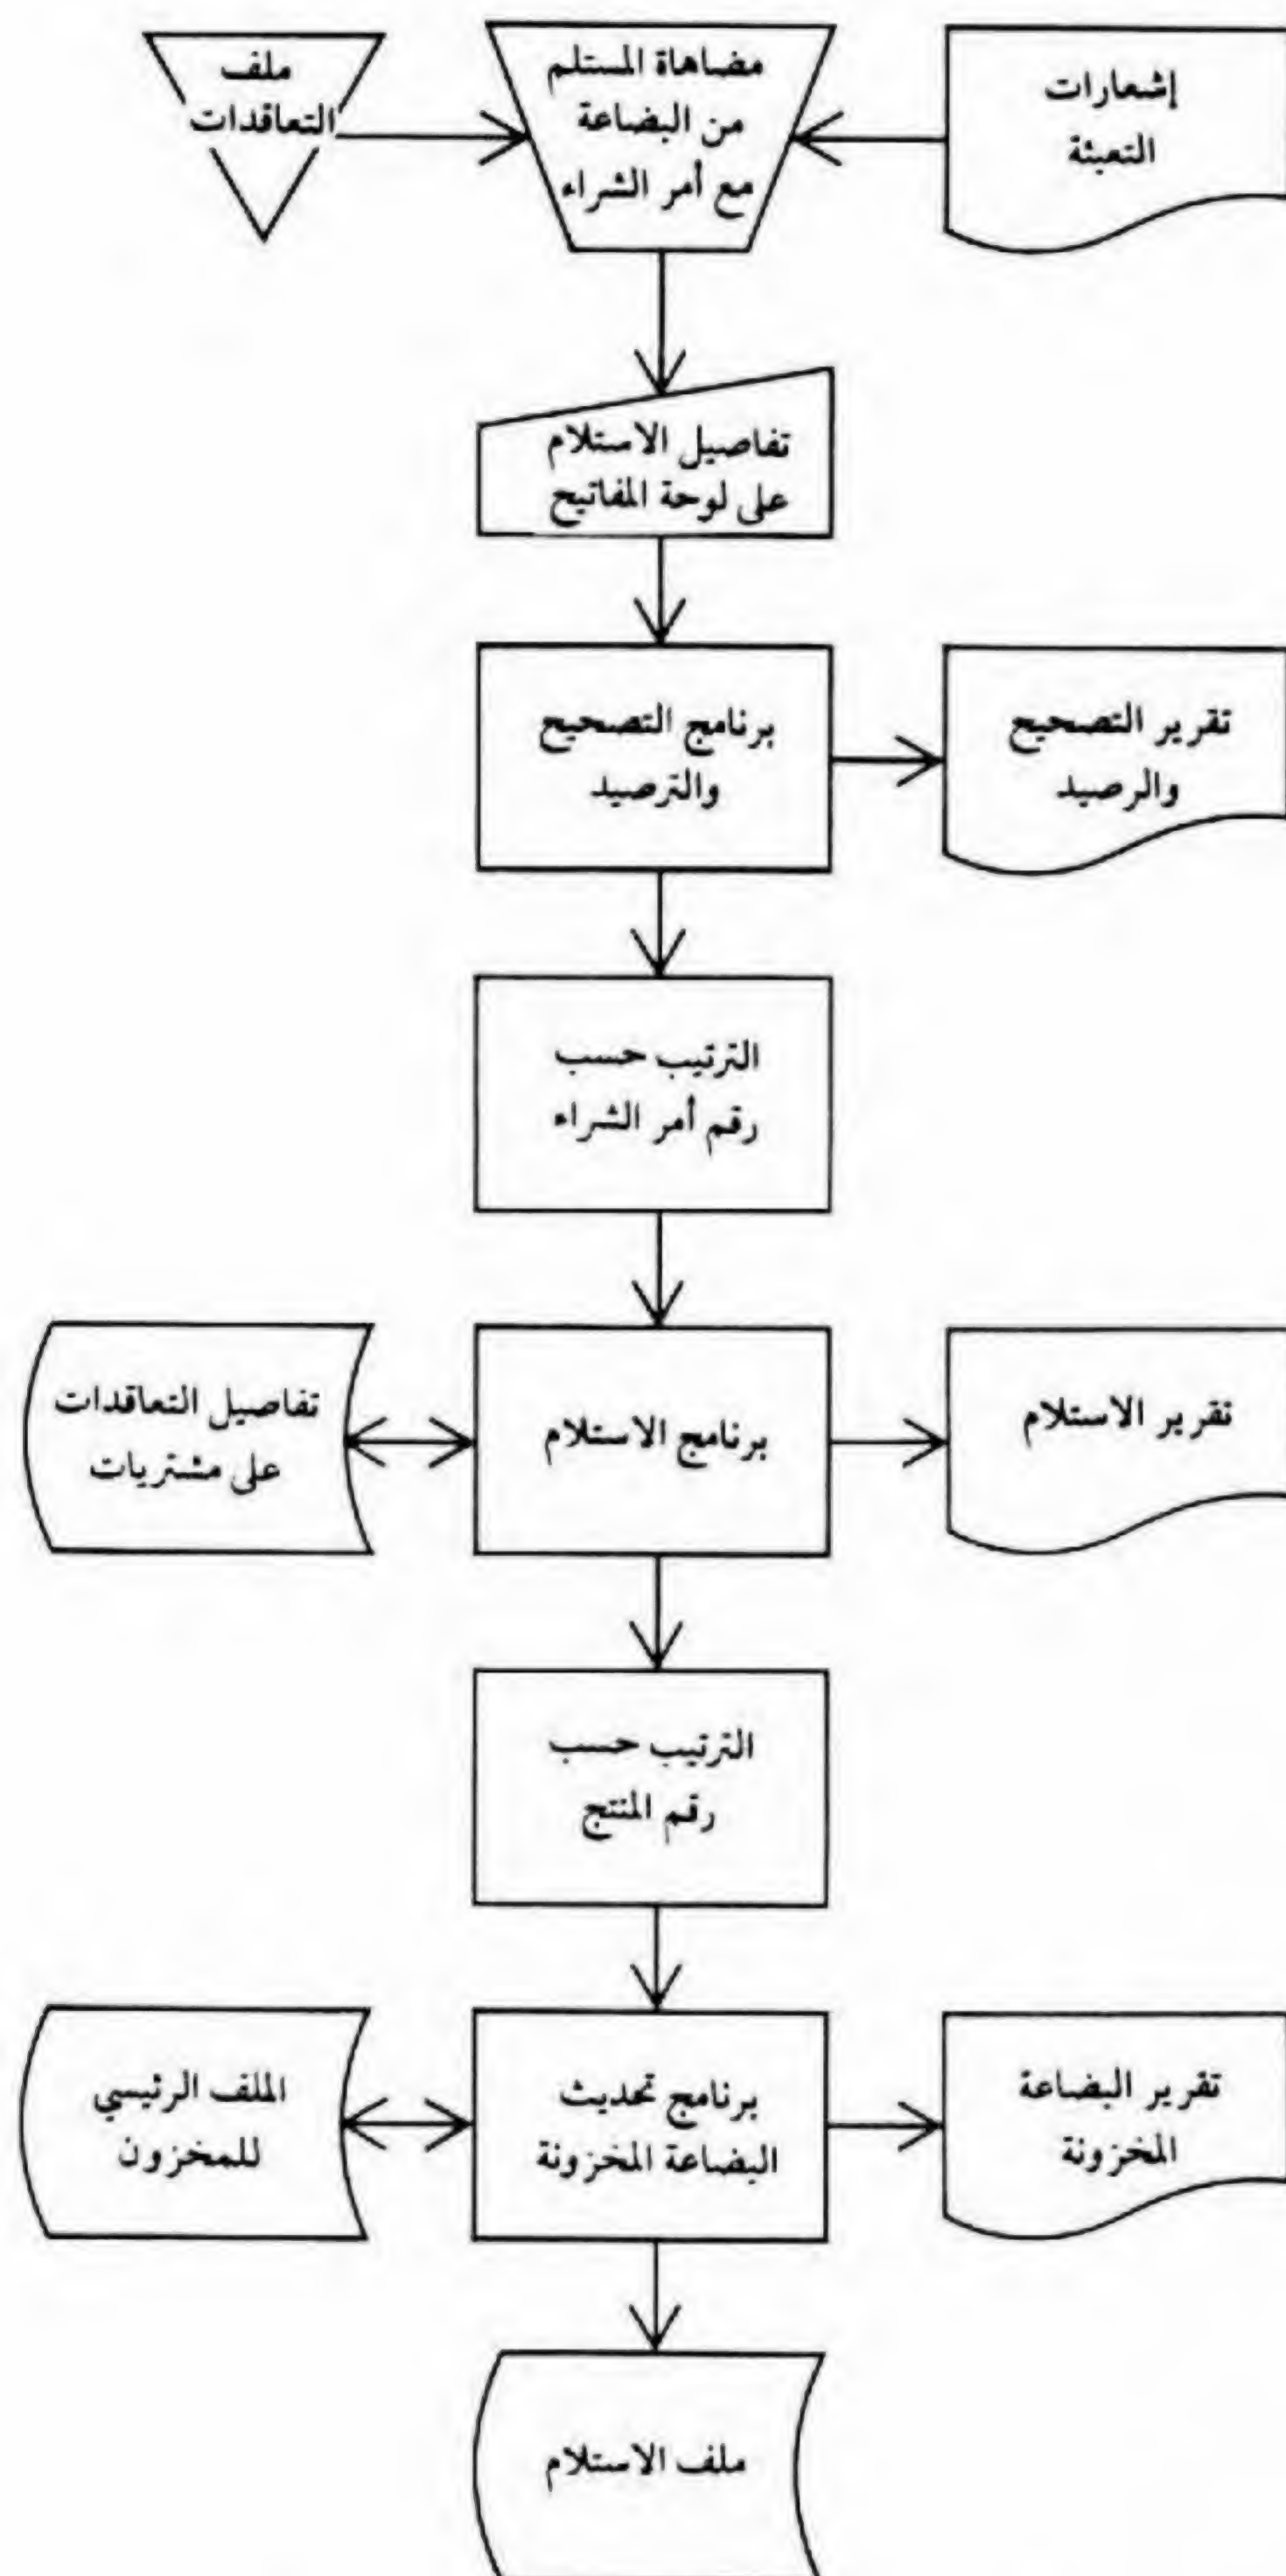 إشعارات
التعبئة
مضاهاة المستلم
من البضاعة
مع أمر الشراء
ملف
التعاقدات
تفاصيل الاستلام
على لوحة المفاتيح
برنامج التصحيح
والترصيد
تقرير التصحيح
والرصيد
الترتيب حسب
رقم أمر الشراء
تقرير الاستلام
برنامج الاستلام
تفاصيل التعاقدات
على مشتريات
الترتيب حسب
رقم المنتج
تقرير البضاعة
المخزونة
برنامج تحديث
البضاعة المخزونة
الملف الرئيسي
للمخزون
ملف الاستلام